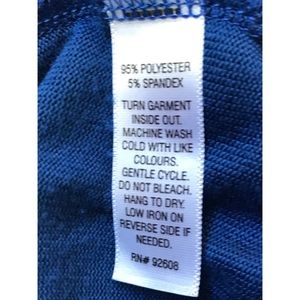 95% POLYESTER
5% SPANDEX
TURN GARMENT
INSIDE OUT.
MACHINE WASH
COLD WITH LIKE
COLOURS.
GENTLE CYCLE.
DO NOT BLEACH.
HANG TO DRY.
LOW IRON ON
REVERSE SIDE IF
NEEDED.
RN# 92608